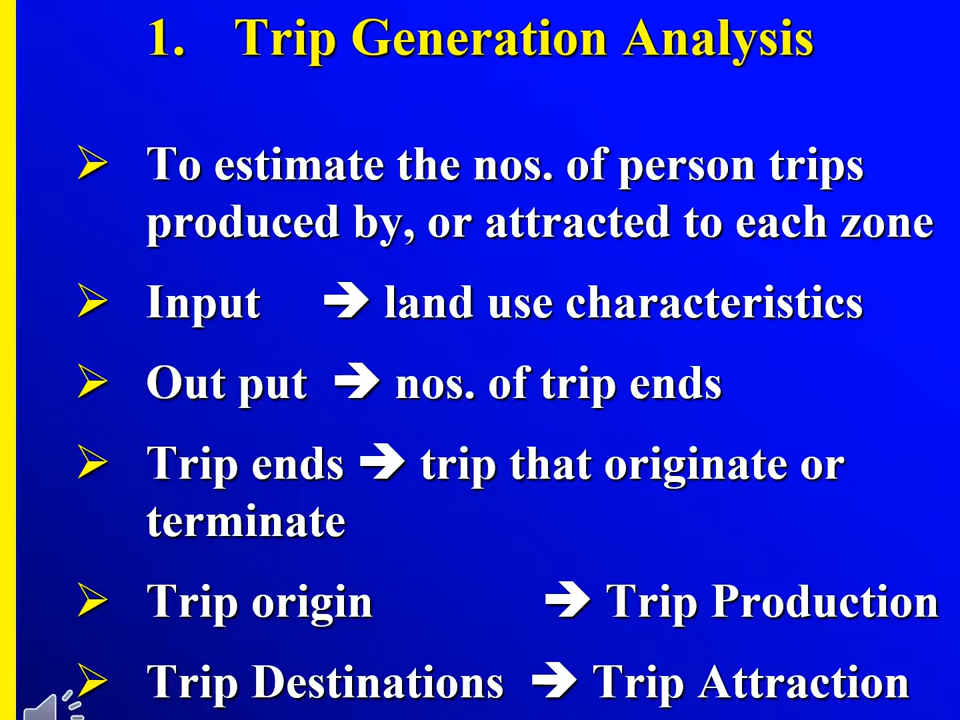 1. Trip Generation Analysis
➢ To estimate the nos. of person trips
produced by, or attracted to each zone
➢ Input ➔ land use characteristics
➢ Out put ➔ nos. of trip ends
➢ Trip ends ➔ trip that originate or
terminate
➢ Trip origin ➔ Trip Production
➢ Trip Destinations ➔ Trip Attraction